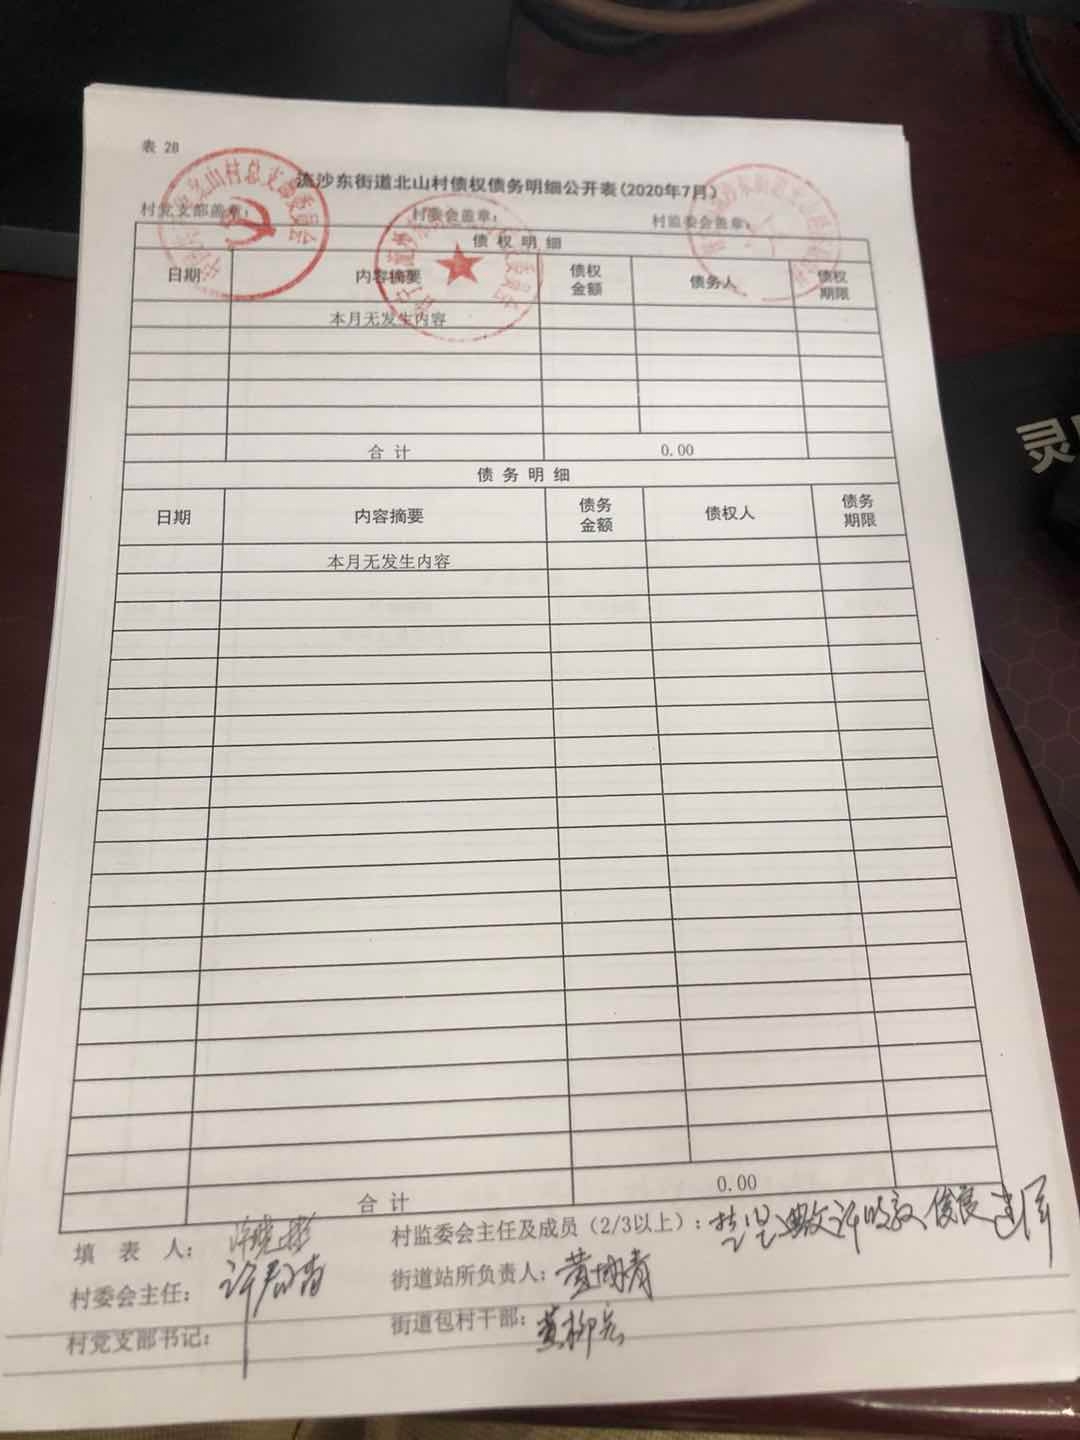 表 20
流沙东街道北山村债权债务明细公开表(2020年7月)
村党支部盖章： 村委会盖章： 村监委会盖章：
债 权 明 细
日期 内容摘要 债权金额 债务人 债权期限
本月无发生内容
合 计 0.00
债 务 明 细
日期 内容摘要 债务金额 债权人 债务期限
本月无发生内容
合 计 0.00
填 表 人： 村监委会主任及成员（2/3以上）：
村委会主任： 街道站所负责人：
村党支部书记： 街道包村干部：
灵